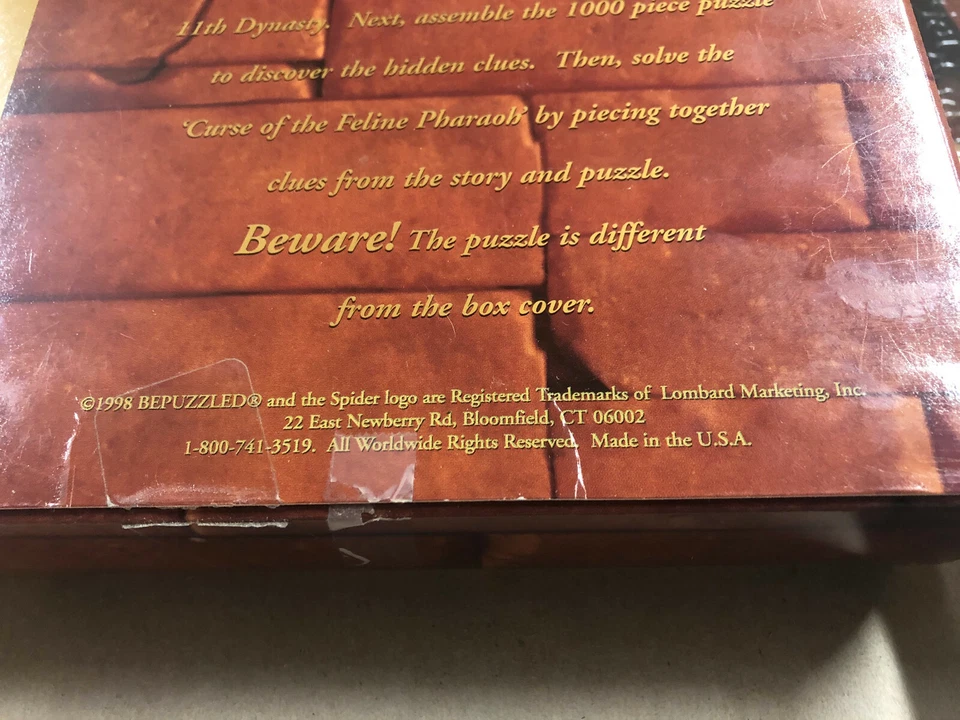 11th Dynasty. Next, assemble the 1000 piece puzzle
to discover the hidden clues. Then, solve the
‘Curse of the Feline Pharaoh’ by piecing together
clues from the story and puzzle.
Beware! The puzzle is different
from the box cover.
©1998 BEPUZZLED® and the Spider logo are Registered Trademarks of Lombard Marketing, Inc.
22 East Newberry Rd, Bloomfield, CT 06002
1-800-741-3519. All Worldwide Rights Reserved. Made in the U.S.A.